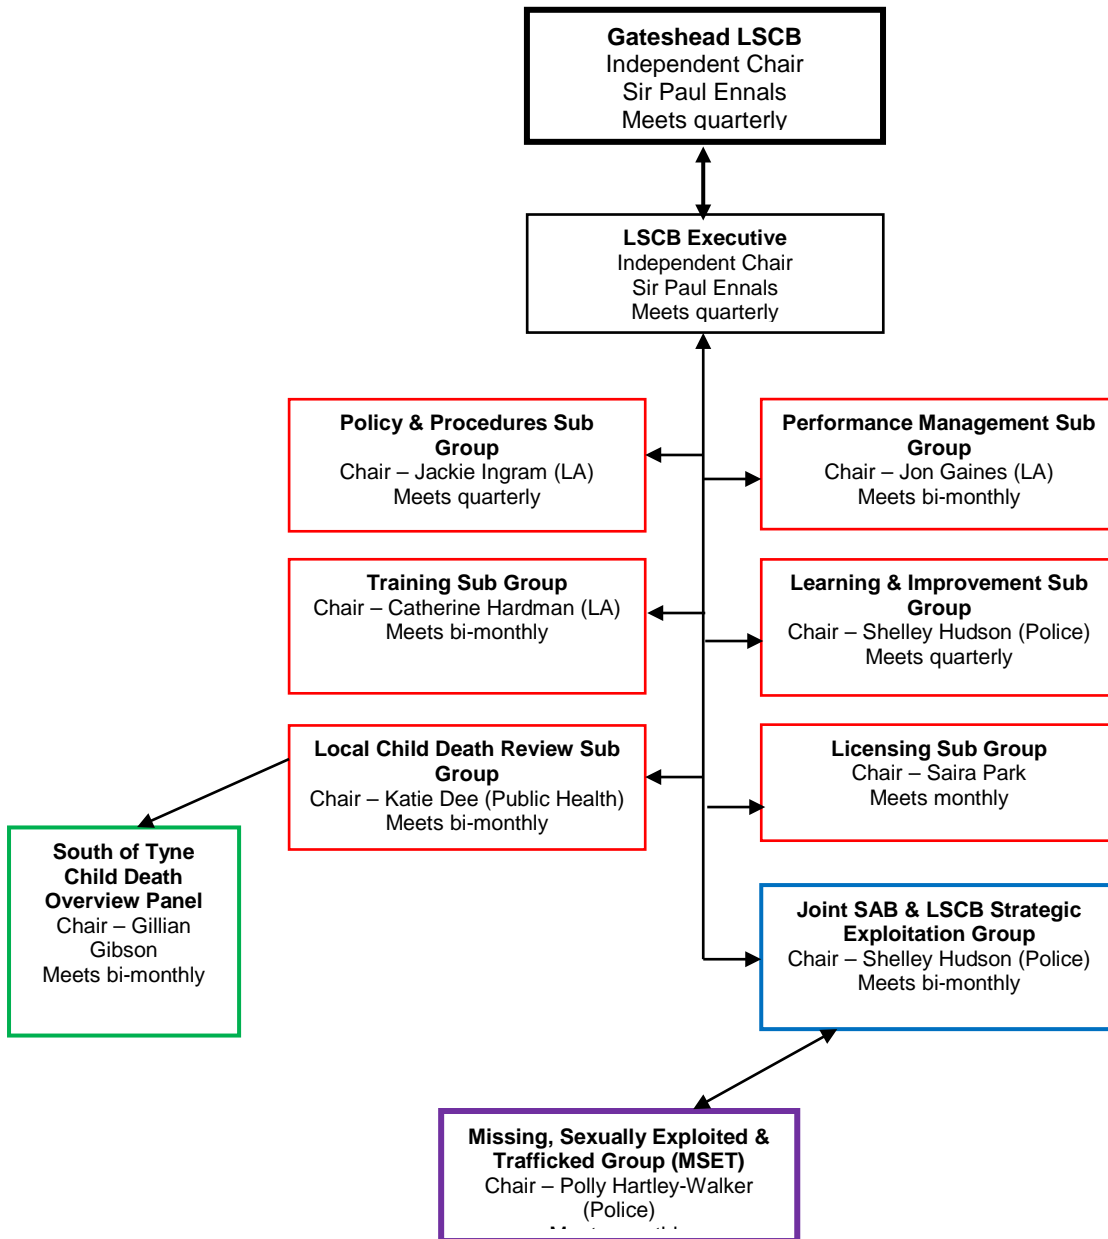 Gateshead LSCB
Independent Chair
Sir Paul Ennals
Meets quarterly
LSCB Executive
Independent Chair
Sir Paul Ennals
Meets quarterly
Policy & Procedures Sub
Group
Chair – Jackie Ingram (LA)
Meets quarterly
Performance Management Sub
Group
Chair – Jon Gaines (LA)
Meets bi-monthly
Training Sub Group
Chair – Catherine Hardman (LA)
Meets bi-monthly
Learning & Improvement Sub
Group
Chair – Shelley Hudson (Police)
Meets quarterly
Local Child Death Review Sub
Group
Chair – Katie Dee (Public Health)
Meets bi-monthly
Licensing Sub Group
Chair – Saira Park
Meets monthly
South of Tyne
Child Death
Overview Panel
Chair – Gillian
Gibson
Meets bi-monthly
Joint SAB & LSCB Strategic
Exploitation Group
Chair – Shelley Hudson (Police)
Meets bi-monthly
Missing, Sexually Exploited &
Trafficked Group (MSET)
Chair – Polly Hartley-Walker
(Police)